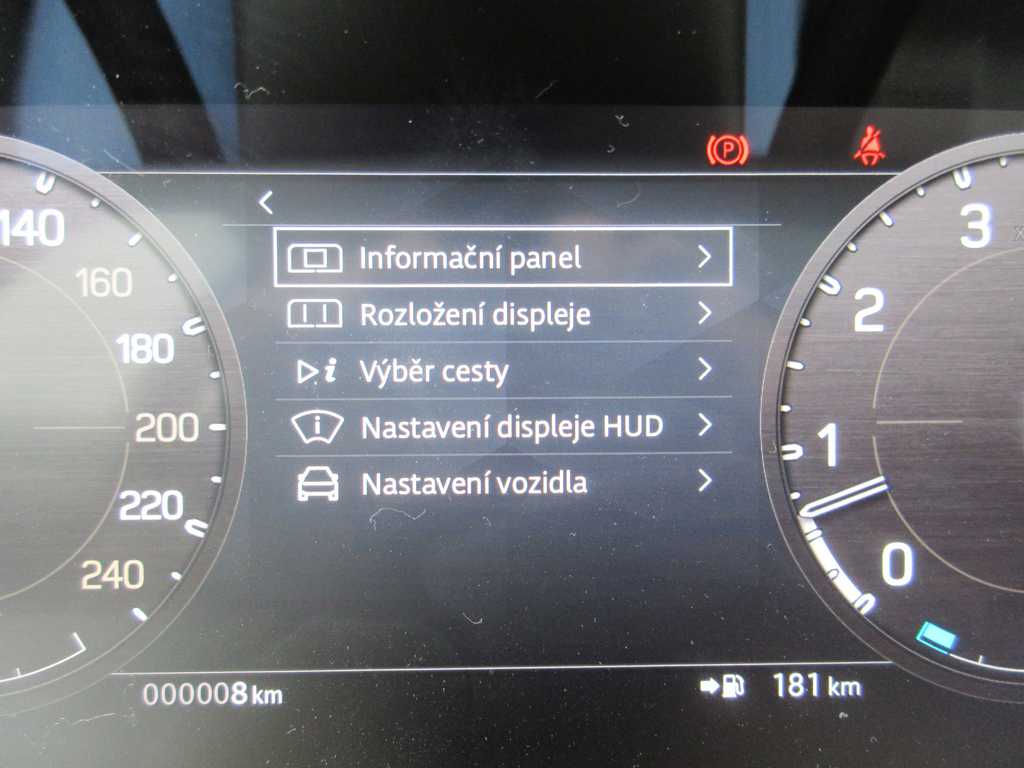 P
Informační panel
Rozložení displeje
Výběr cesty
Nastavení displeje HUD
Nastavení vozidla
140
160
180
200
220
240
3
2
1
0
000008 km
181 km